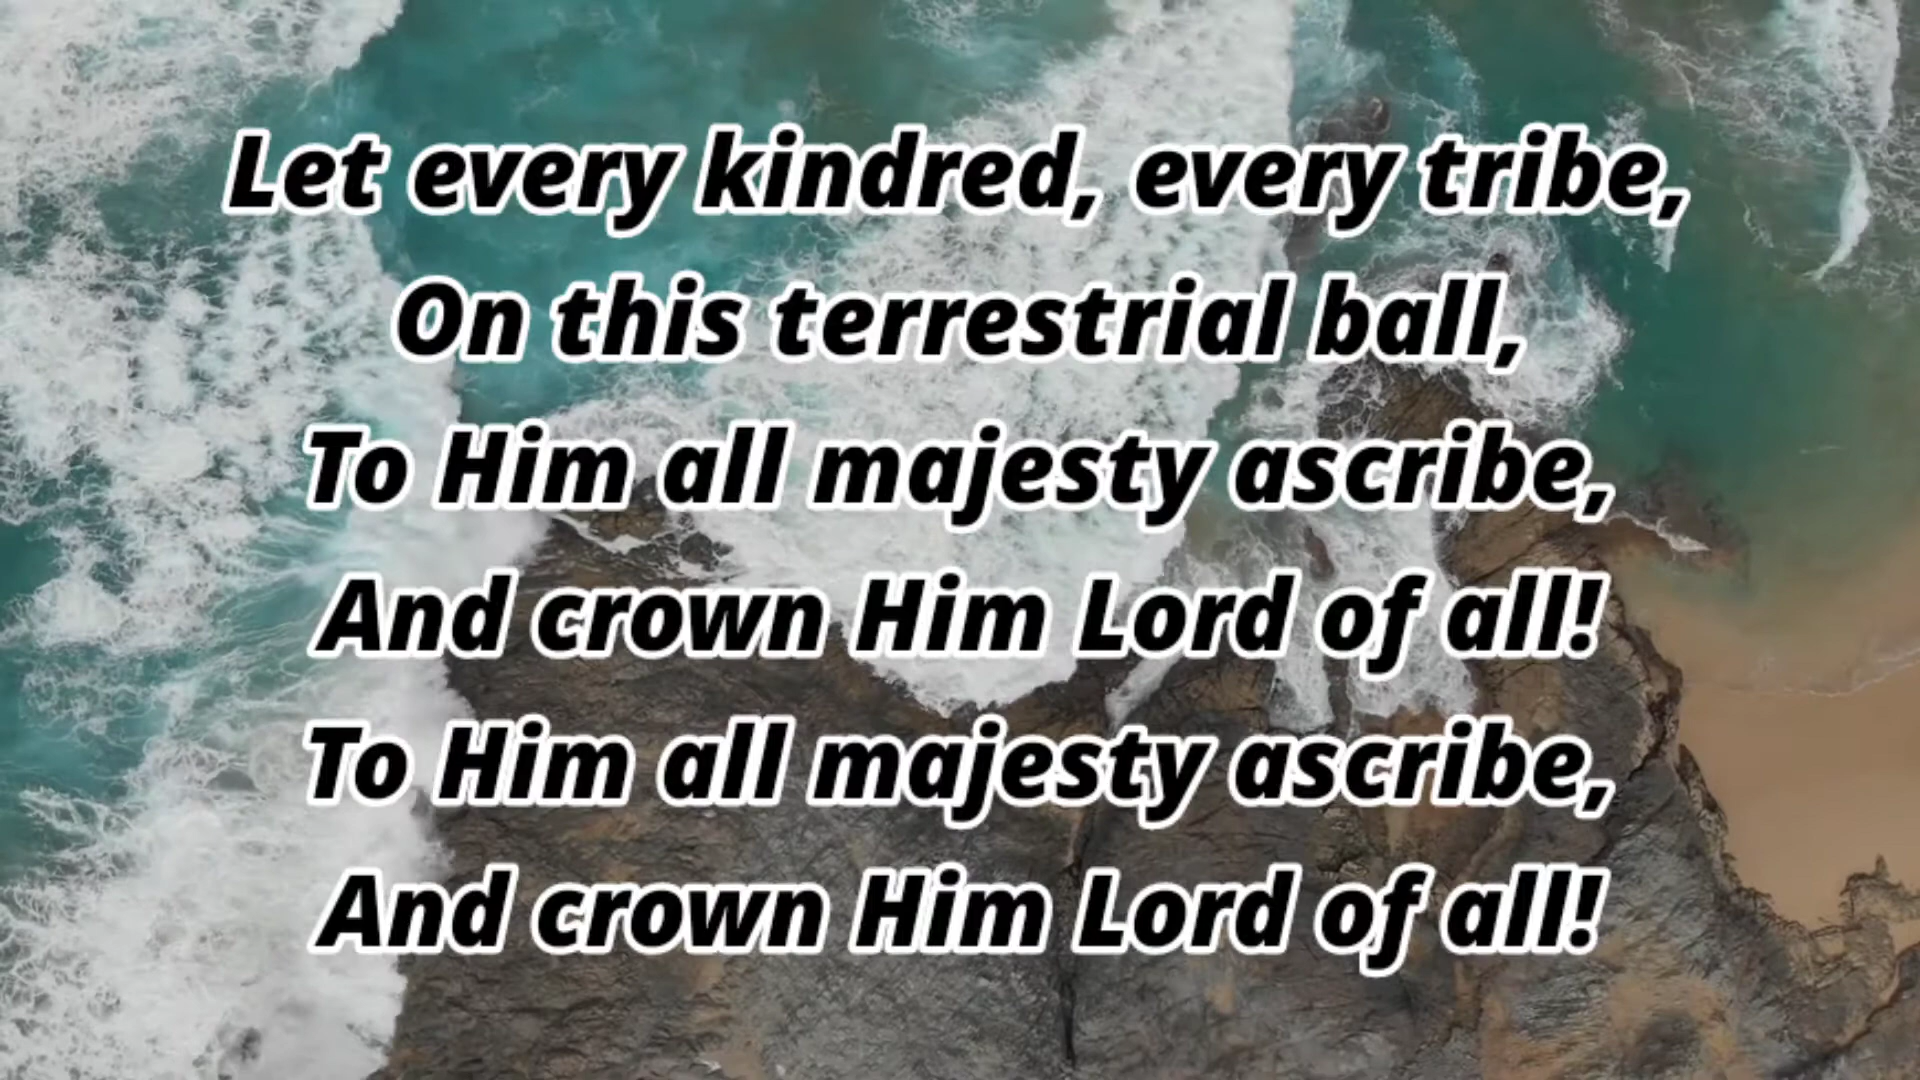 Let every kindred, every tribe,
On this terrestrial ball,
To Him all majesty ascribe,
And crown Him Lord of all!
To Him all majesty ascribe,
And crown Him Lord of all!